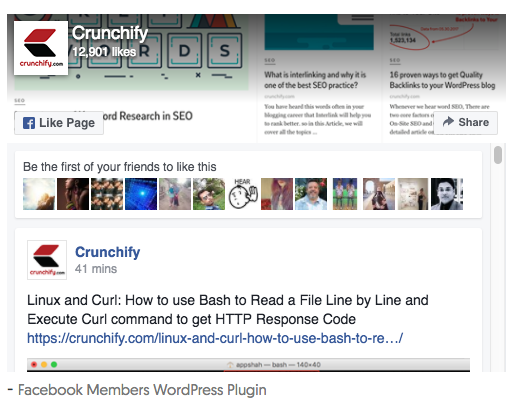 Crunchify
12,901 likes
crunchify.com
RDS
Backlinks to Your
Total links
1,523,134
SEO
ord Research in SEO
SEO
What is interlinking and why it is
one of the best SEO practice?
crunchify.com
You have heard this words often in your
blogging career that Interlink will help you
to rank better. so in this Article, we will
cover all the topics ...
SEO
16 proven ways to get Quality
Backlinks to your WordPress blog
crunchify.com
Whenever we hear word SEO, There are
two core factors
On-Site SEO and
detailed article on
Like Page
Share
Be the first of your friends to like this
HEAR
crunchify.com
Crunchify
41 mins
Linux and Curl: How to use Bash to Read a File Line by Line and
Execute Curl command to get HTTP Response Code
https://crunchify.com/linux-and-curl-how-to-use-bash-to-re…/
appshah — bash — 140×40
- Facebook Members WordPress Plugin